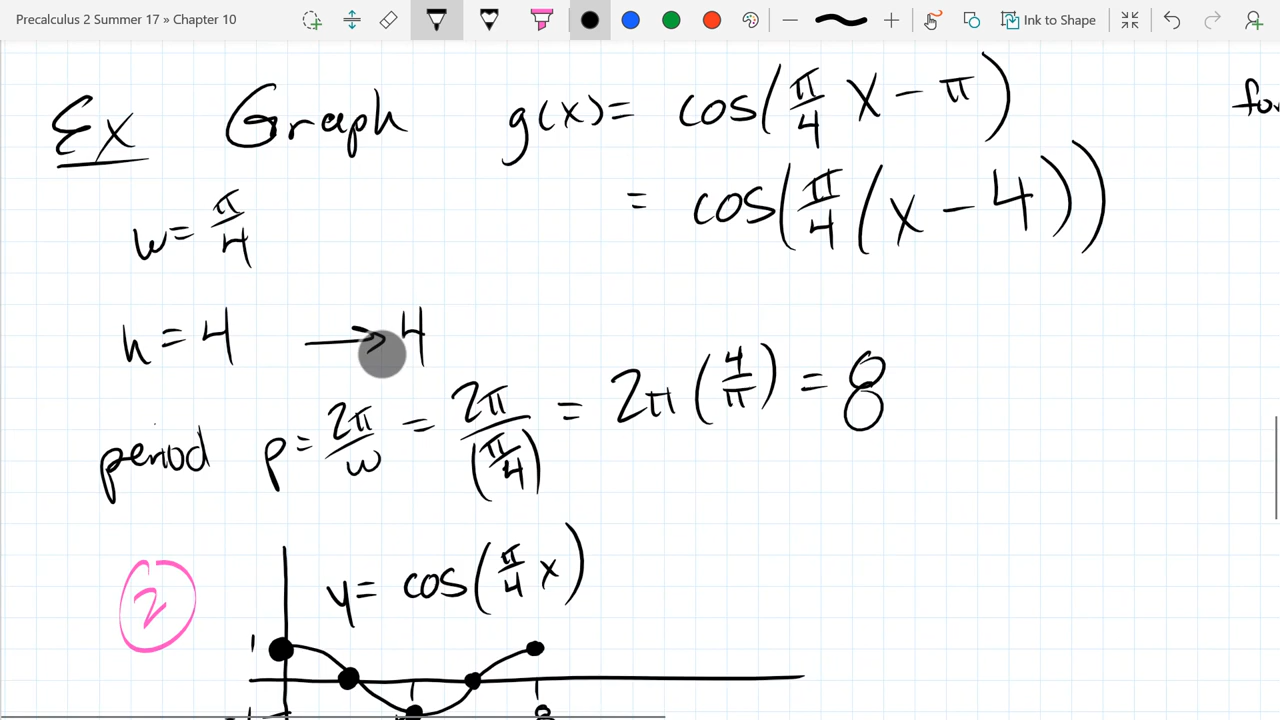 Precalculus 2 Summer 17 » Chapter 10
Ink to Shape
Ex Graph g(x)= cos(π/4 x − π)
= cos(π/4 (x − 4))
w = π/4
h = 4 → 4
period p = 2π/w = 2π/(π/4) = 2π(4/π) = 8
2
y = cos(π/4 x)
1
-1
8